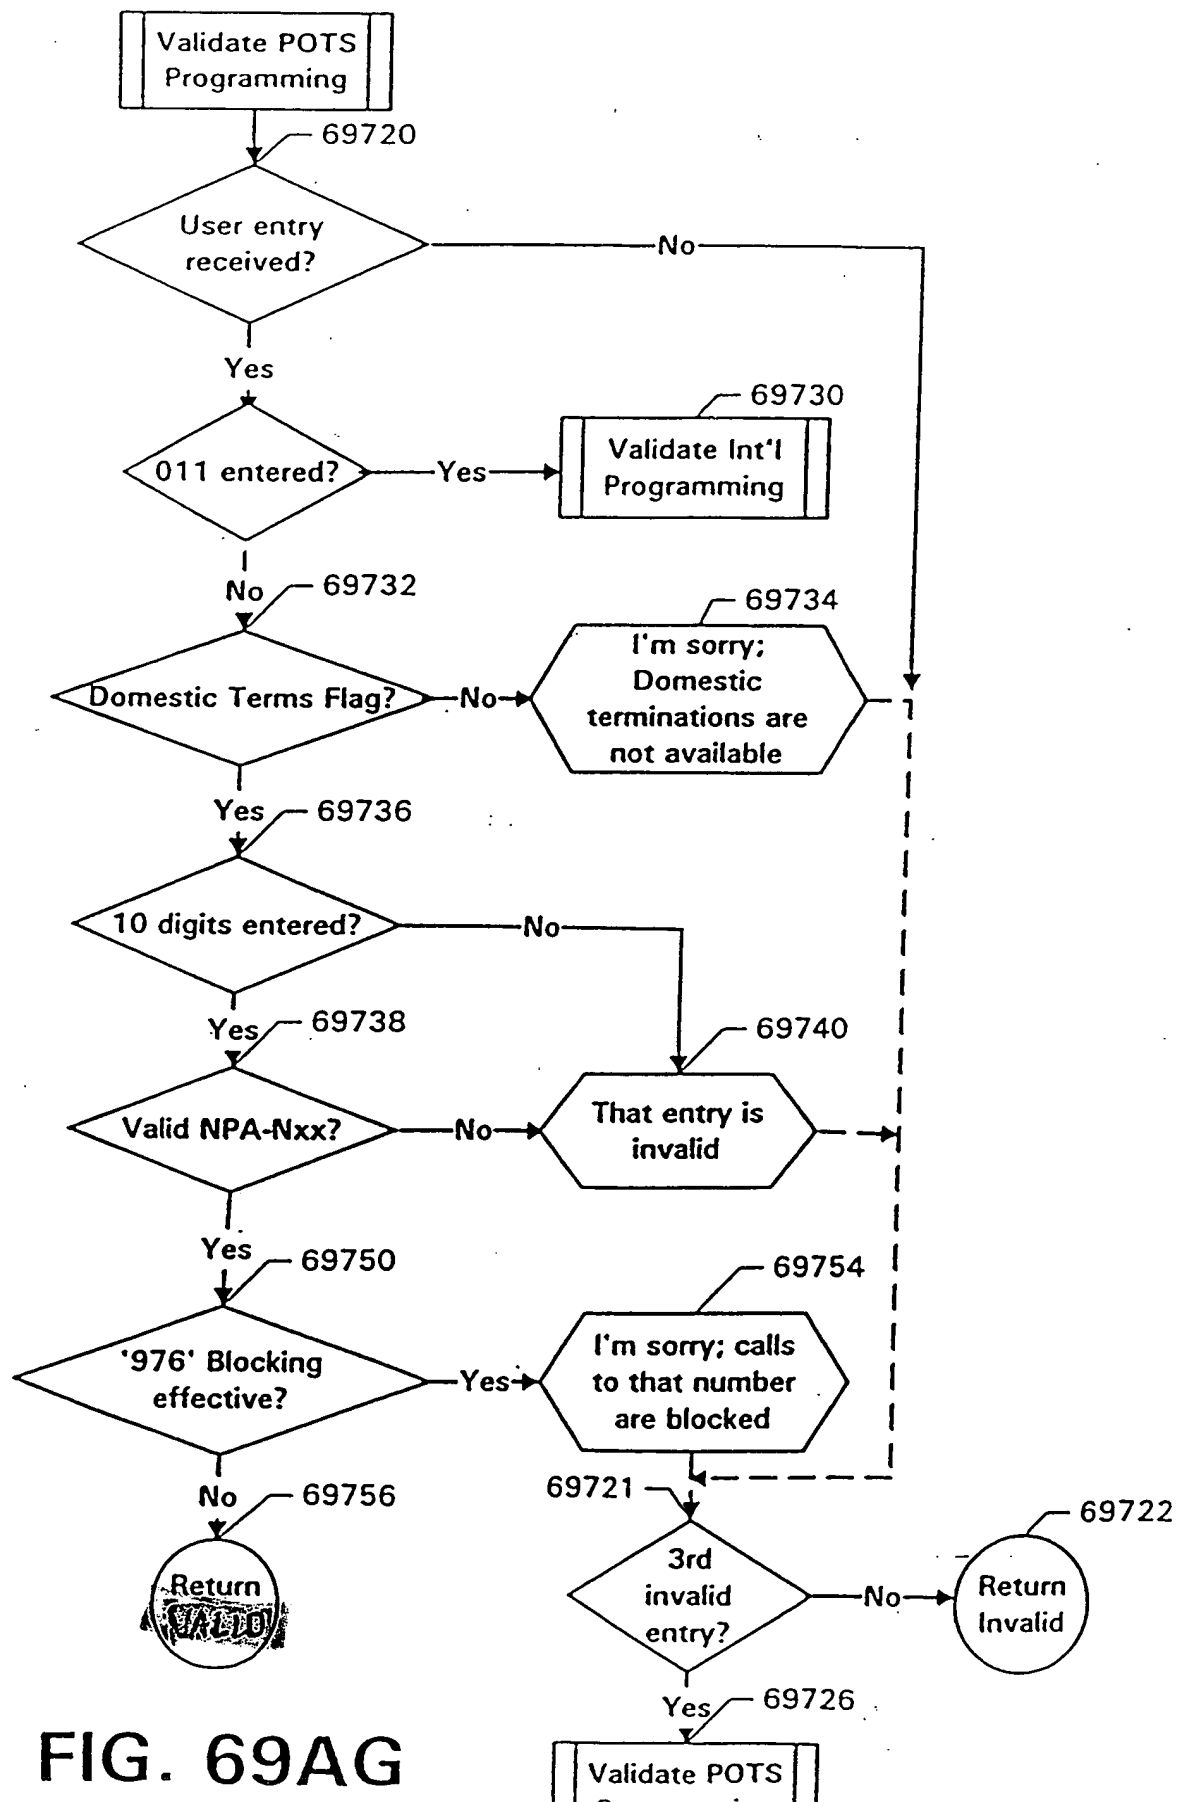 Validate POTS
Programming
69720
User entry
received?
No
Yes
69730
011 entered?
Yes
Validate Int'l
Programming
No
69732
69734
Domestic Terms Flag?
No
I'm sorry;
Domestic
terminations are
not available
Yes
69736
10 digits entered?
No
Yes
69738
69740
Valid NPA-Nxx?
No
That entry is
invalid
Yes
69750
69754
'976' Blocking
effective?
Yes
I'm sorry; calls
to that number
are blocked
No
69756
69721
69722
Return
VALID
3rd
invalid
entry?
No
Return
Invalid
Yes
69726
FIG. 69AG
Validate POTS